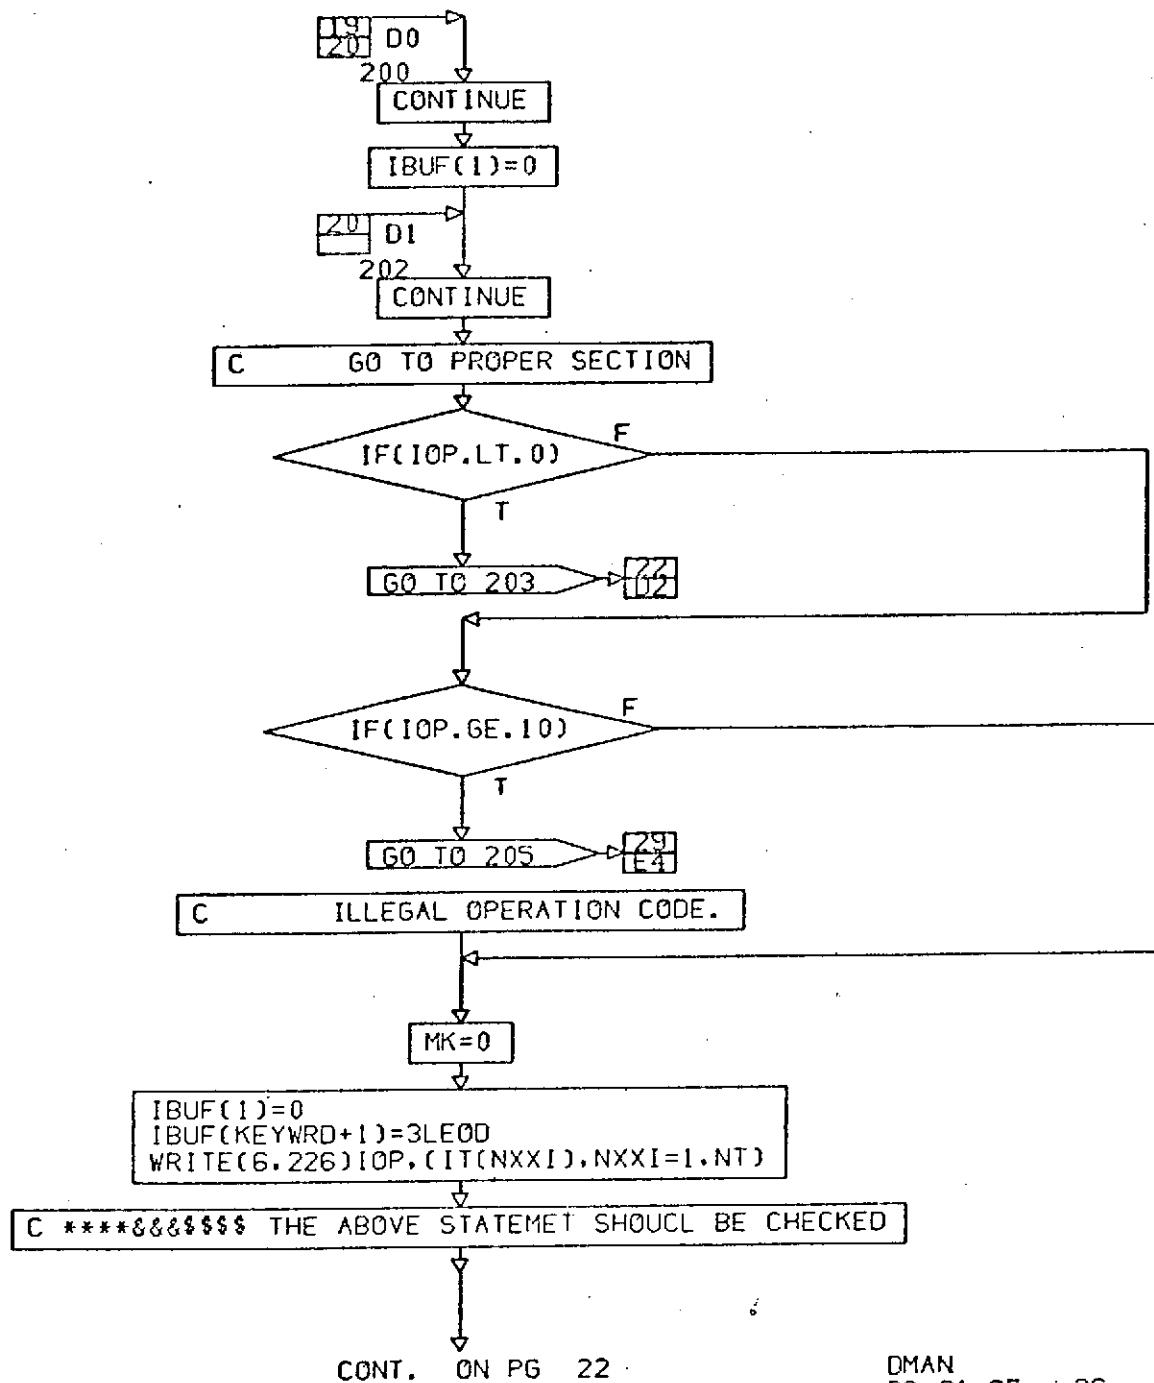 19
20 D0
200
CONTINUE
IBUF(1)=0
20 D1
202
CONTINUE
C GO TO PROPER SECTION
IF(IOP.LT.0) F
T
GO TO 203 22
D2
IF(IOP.GE.10) F
T
GO TO 205 29
E4
C ILLEGAL OPERATION CODE.
MK=0
IBUF(1)=0
IBUF(KEYWRD+1)=3LEOD
WRITE(6.226)IOP.(IT(NXXI).NXXI=1.NT)
C ****&&&$$$$ THE ABOVE STATEMET SHOUCL BE CHECKED
CONT. ON PG 22
DMAN